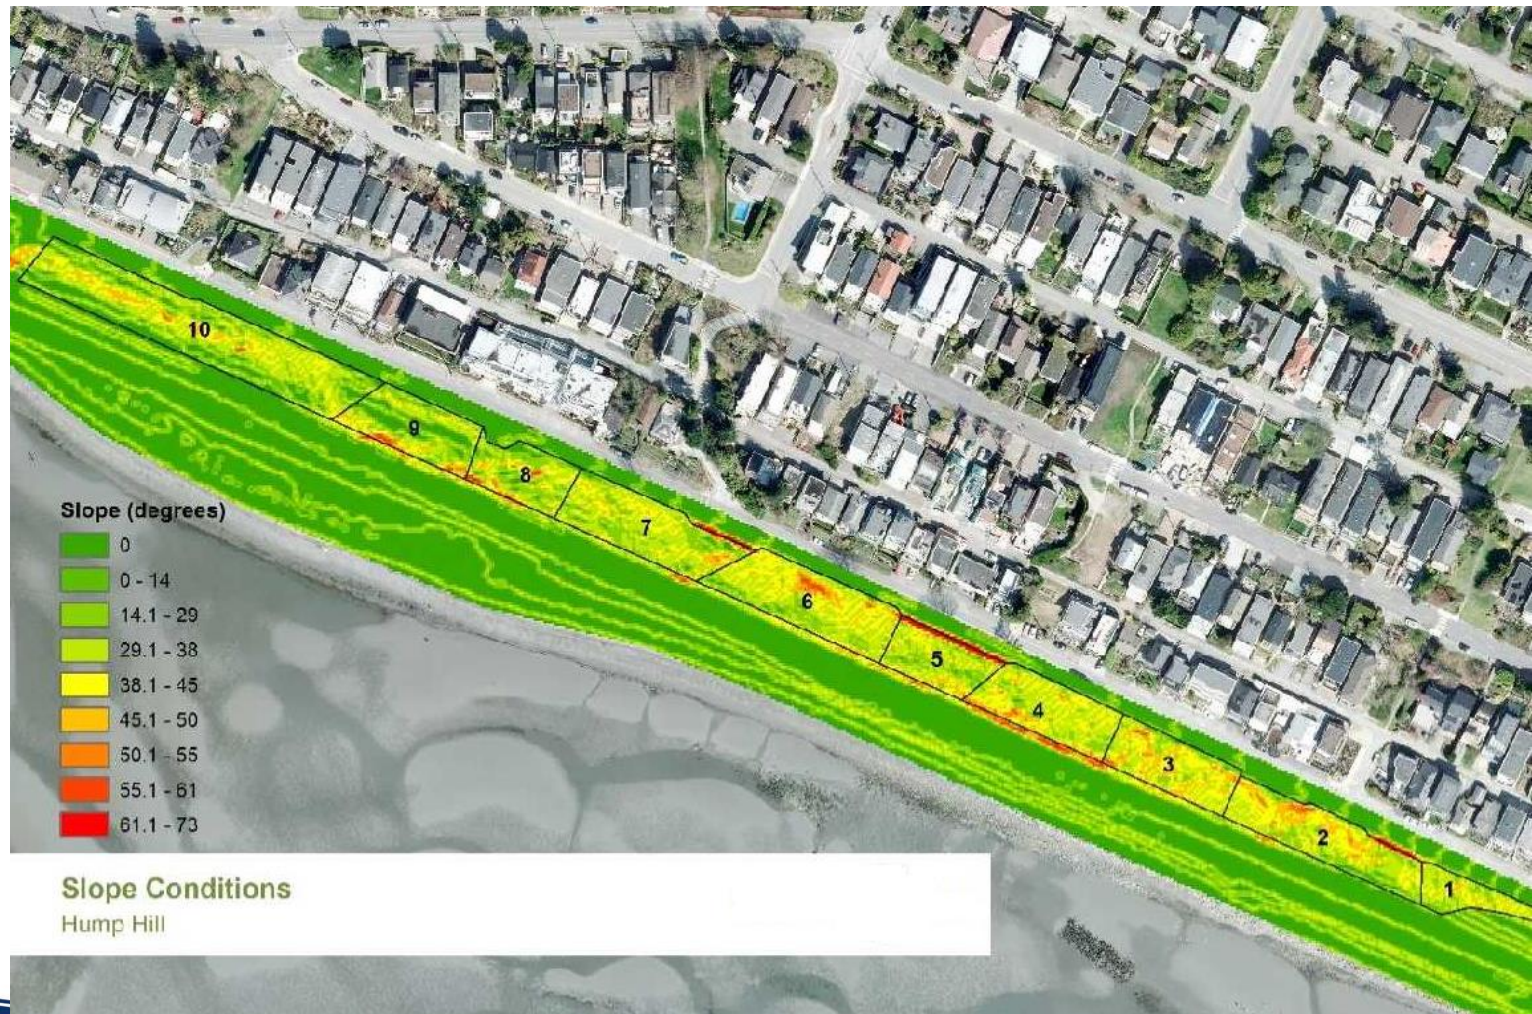 10
9
8
7
6
5
4
3
2
1
Slope (degrees)
0
0 - 14
14.1 - 29
29.1 - 38
38.1 - 45
45.1 - 50
50.1 - 55
55.1 - 61
61.1 - 73
Slope Conditions
Hump Hill